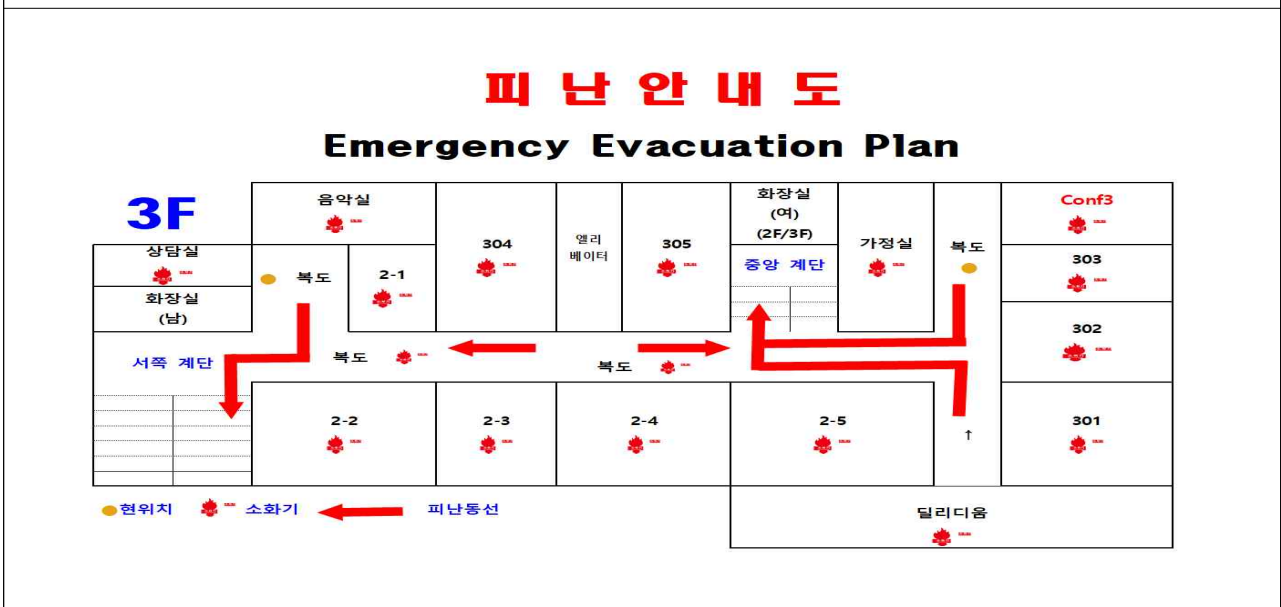 피난안내도
Emergency Evacuation Plan
3F
음악실
304
엘리
베이터
305
화장실
(여)
(2F/3F)
중앙 계단
가정실
복도
Conf3
303
302
301
상담실
화장실
(남)
복도
2-1
서쪽 계단
복도
복도
2-2
2-3
2-4
2-5
↑
딜리디움
현위치
소화기
피난동선